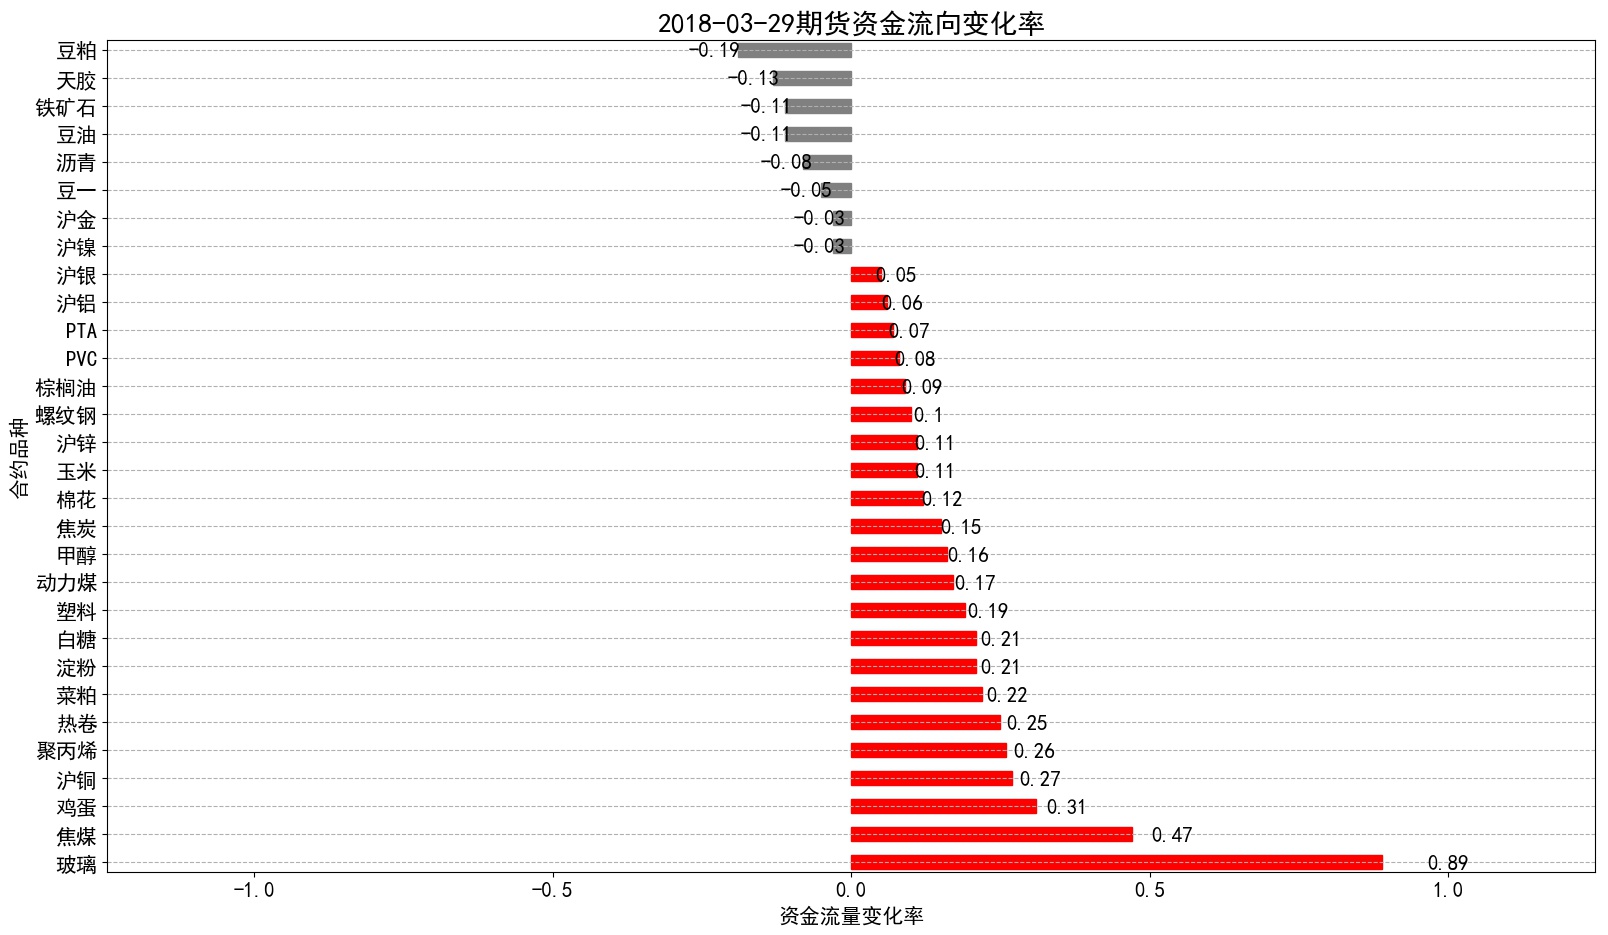 2018-03-29期货资金流向变化率
豆粕 -0.19
天胶 -0.13
铁矿石 -0.11
豆油 -0.11
沥青 -0.08
豆一 -0.05
沪金 -0.03
沪镍 -0.03
沪银 0.05
沪铝 0.06
PTA 0.07
PVC 0.08
棕榈油 0.09
螺纹钢 0.1
沪锌 0.11
玉米 0.11
棉花 0.12
焦炭 0.15
甲醇 0.16
动力煤 0.17
塑料 0.19
白糖 0.21
淀粉 0.21
菜粕 0.22
热卷 0.25
聚丙烯 0.26
沪铜 0.27
鸡蛋 0.31
焦煤 0.47
玻璃 0.89
合约品种
-1.0 -0.5 0.0 0.5 1.0
资金流量变化率